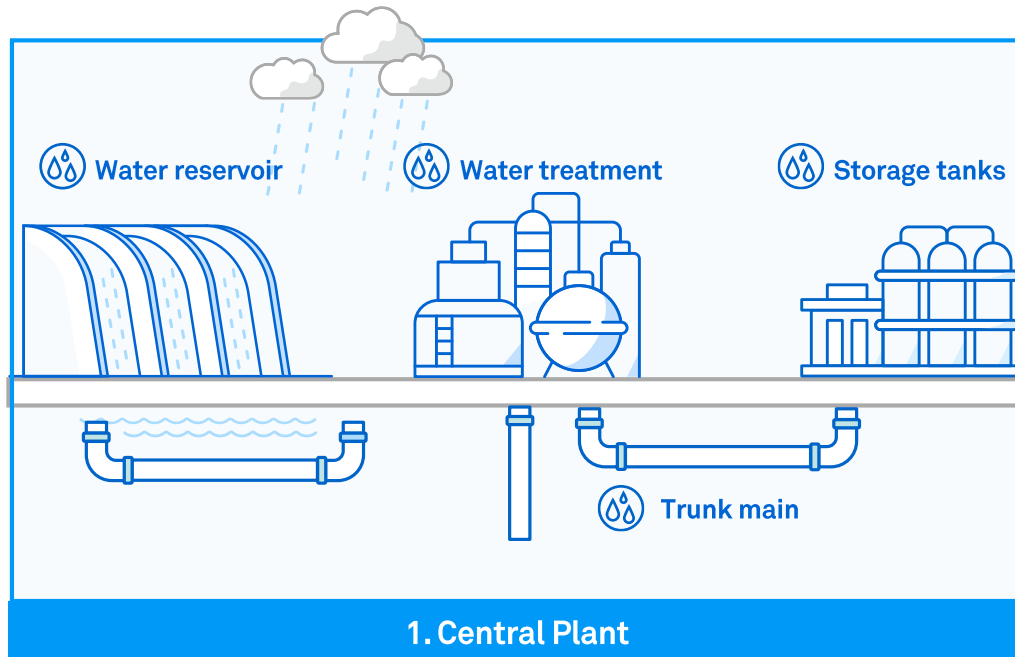 Water reservoir
Water treatment
Storage tanks
Trunk main
1. Central Plant